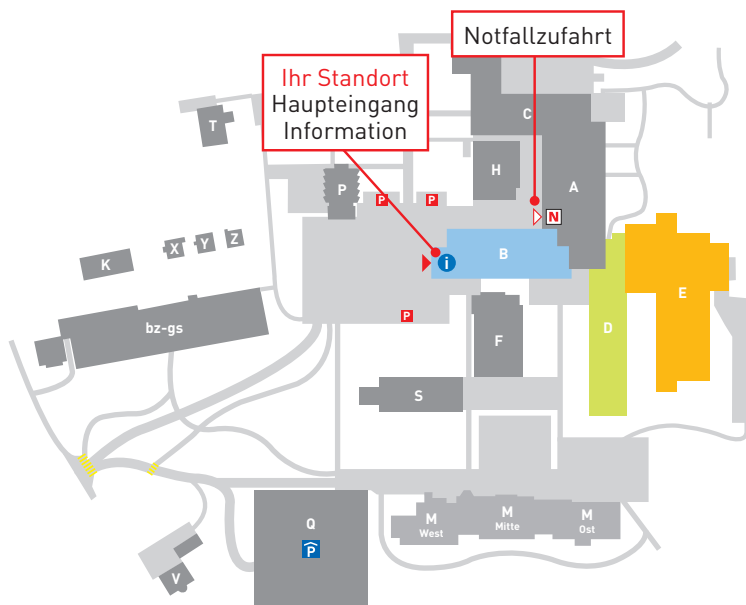 Notfallzufahrt
Ihr Standort
Haupteingang
Information
C
T
H
A
P
P
P
N
X
Y
Z
K
i
B
E
bz-gs
P
D
F
S
M
West
M
Mitte
M
Ost
Q
P
V